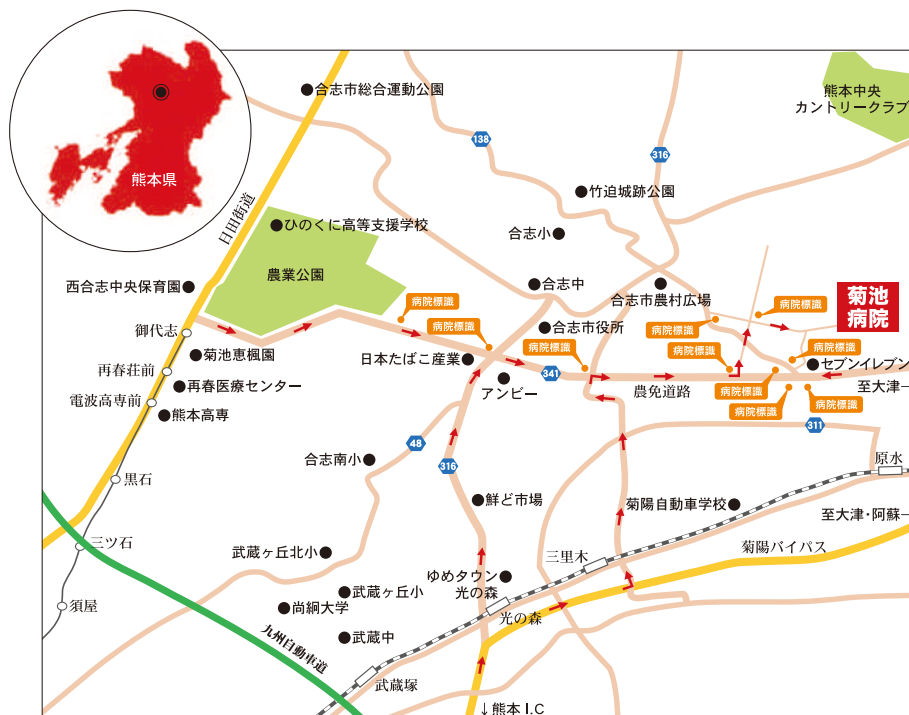 熊本県
合志市総合運動公園
熊本中央
カントリークラブ
138
316
竹迫城跡公園
日田街道
ひのくに高等支援学校
合志小
農業公園
西合志中央保育園
合志中
合志市農村広場
菊池
病院
病院標識
病院標識
病院標識
病院標識
御代志
合志市役所
病院標識
菊池恵楓園
日本たばこ産業
病院標識
病院標識
セブンイレブン
再春荘前
再春医療センター
アンビー
341
農免道路
病院標識
至大津
電波高専前
熊本高専
病院標識
病院標識
311
48
合志南小
316
原水
黒石
鮮ど市場
菊陽自動車学校
至大津・阿蘇
三ツ石
武蔵ヶ丘北小
三里木
菊陽バイパス
ゆめタウン
光の森
須屋
武蔵ヶ丘小
尚絅大学
光の森
武蔵中
九州自動車道
武蔵塚
↓熊本I.C